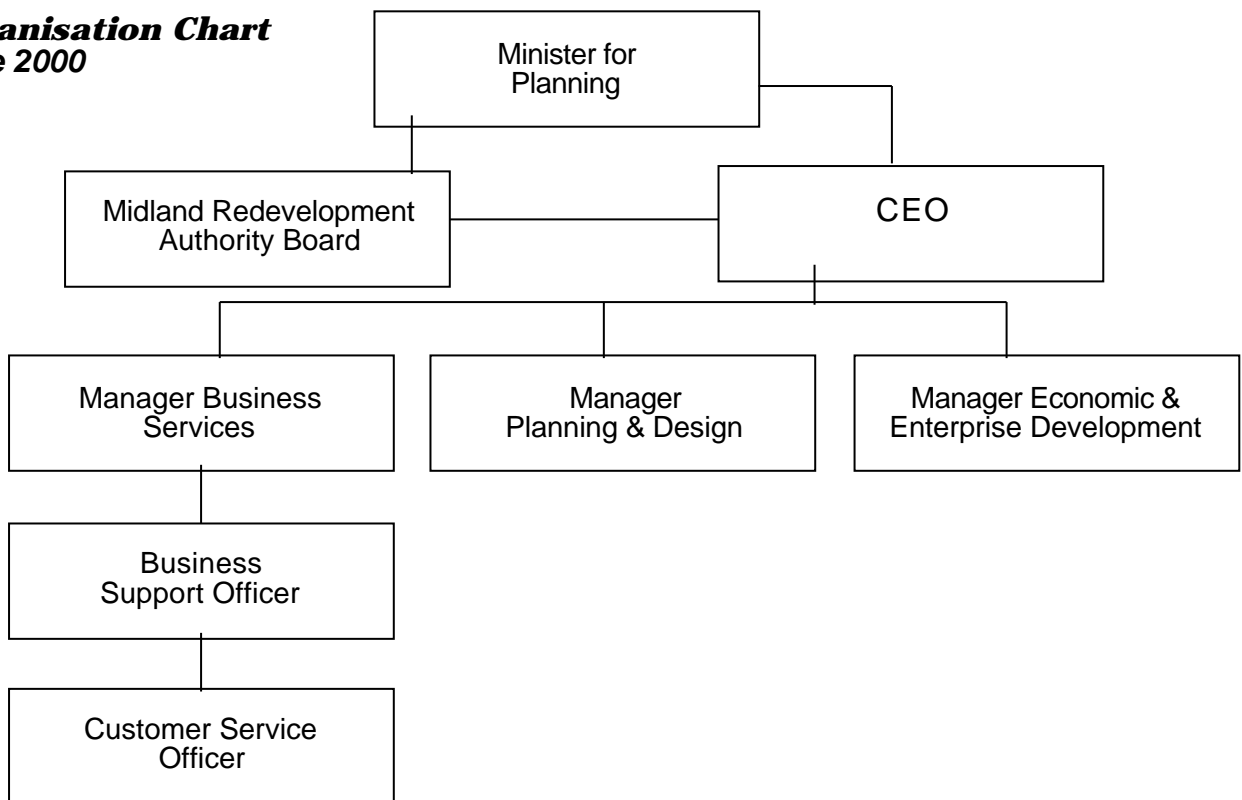 anisation Chart
2000
Minister for
Planning
Midland Redevelopment
Authority Board
CEO
Manager Business
Services
Manager
Planning & Design
Manager Economic &
Enterprise Development
Business
Support Officer
Customer Service
Officer